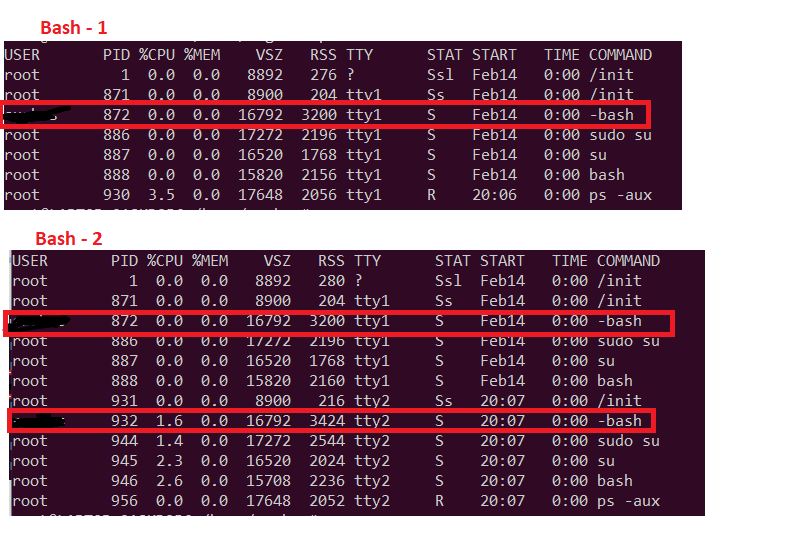 Bash - 1
USER PID %CPU %MEM VSZ RSS TTY STAT START TIME COMMAND
root 1 0.0 0.0 8892 276 ? Ssl Feb14 0:00 /init
root 871 0.0 0.0 8900 204 tty1 Ss Feb14 0:00 /init
872 0.0 0.0 16792 3200 tty1 S Feb14 0:00 -bash
root 886 0.0 0.0 17272 2196 tty1 S Feb14 0:00 sudo su
root 887 0.0 0.0 16520 1768 tty1 S Feb14 0:00 su
root 888 0.0 0.0 15820 2156 tty1 S Feb14 0:00 bash
root 930 3.5 0.0 17648 2056 tty1 R 20:06 0:00 ps -aux
Bash - 2
USER PID %CPU %MEM VSZ RSS TTY STAT START TIME COMMAND
root 1 0.0 0.0 8892 280 ? Ssl Feb14 0:00 /init
root 871 0.0 0.0 8900 204 tty1 Ss Feb14 0:00 /init
872 0.0 0.0 16792 3200 tty1 S Feb14 0:00 -bash
root 886 0.0 0.0 17272 2196 tty1 S Feb14 0:00 sudo su
root 887 0.0 0.0 16520 1768 tty1 S Feb14 0:00 su
root 888 0.0 0.0 15820 2160 tty1 S Feb14 0:00 bash
root 931 0.0 0.0 8900 216 tty2 Ss 20:07 0:00 /init
932 1.6 0.0 16792 3424 tty2 S 20:07 0:00 -bash
root 944 1.4 0.0 17272 2544 tty2 S 20:07 0:00 sudo su
root 945 2.3 0.0 16520 2024 tty2 S 20:07 0:00 su
root 946 2.6 0.0 15708 2236 tty2 S 20:07 0:00 bash
root 956 0.0 0.0 17648 2052 tty2 R 20:07 0:00 ps -aux